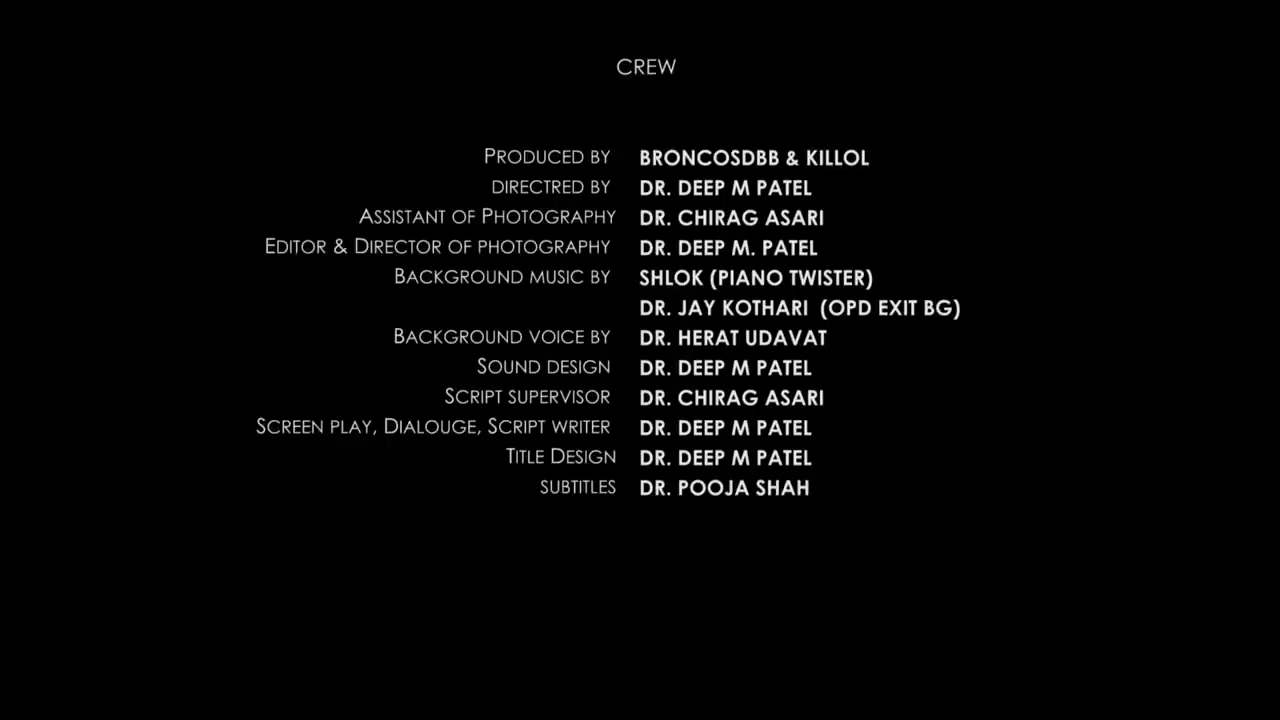 CREW
PRODUCED BY BRONCOSDBB & KILLOL
DIRECTRED BY DR. DEEP M PATEL
ASSISTANT OF PHOTOGRAPHY DR. CHIRAG ASARI
EDITOR & DIRECTOR OF PHOTOGRAPHY DR. DEEP M. PATEL
BACKGROUND MUSIC BY SHLOK (PIANO TWISTER)
DR. JAY KOTHARI (OPD EXIT BG)
BACKGROUND VOICE BY DR. HERAT UDAVAT
SOUND DESIGN DR. DEEP M PATEL
SCRIPT SUPERVISOR DR. CHIRAG ASARI
SCREEN PLAY, DIALOUGE, SCRIPT WRITER DR. DEEP M PATEL
TITLE DESIGN DR. DEEP M PATEL
SUBTITLES DR. POOJA SHAH